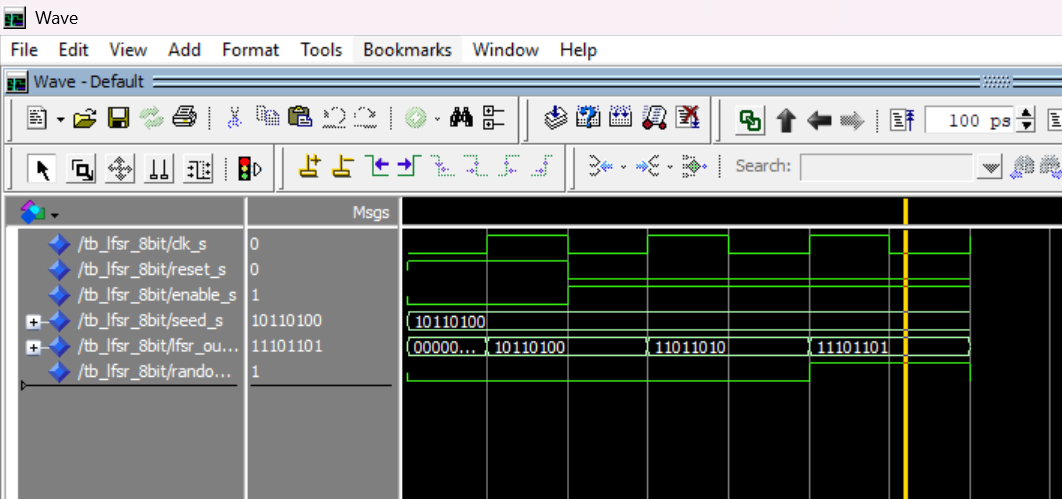 Wave
File Edit View Add Format Tools Bookmarks Window Help
Wave - Default
100 ps
Search:
Msgs
/tb_lfsr_8bit/clk_s 0
/tb_lfsr_8bit/reset_s 0
/tb_lfsr_8bit/enable_s 1
/tb_lfsr_8bit/seed_s 10110100 10110100
/tb_lfsr_8bit/lfsr_ou... 11101101 00000... 10110100 11011010 11101101
/tb_lfsr_8bit/rando... 1